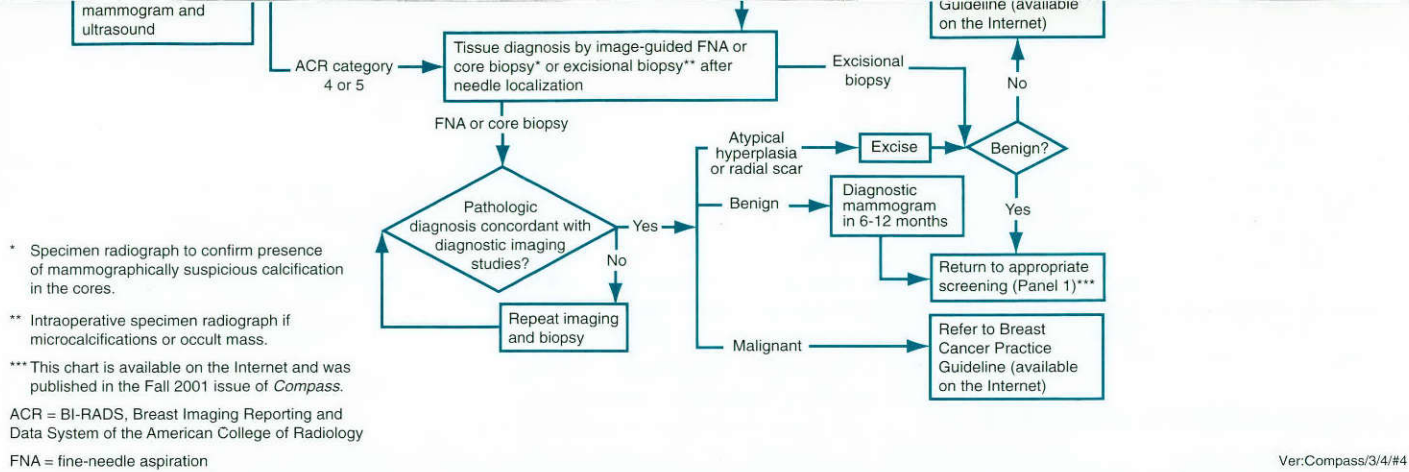 mammogram and
ultrasound
Guideline (available
on the Internet)
Tissue diagnosis by image-guided FNA or
core biopsy* or excisional biopsy** after
needle localization
ACR category
4 or 5
Excisional
biopsy
No
FNA or core biopsy
Atypical
hyperplasia
or radial scar
Excise
Benign?
Pathologic
diagnosis concordant with
diagnostic imaging
studies?
Yes
Benign
Diagnostic
mammogram
in 6-12 months
Yes
No
Return to appropriate
screening (Panel 1)***
Repeat imaging
and biopsy
Malignant
Refer to Breast
Cancer Practice
Guideline (available
on the Internet)
* Specimen radiograph to confirm presence
of mammographically suspicious calcification
in the cores.
** Intraoperative specimen radiograph if
microcalcifications or occult mass.
*** This chart is available on the Internet and was
published in the Fall 2001 issue of Compass.
ACR = BI-RADS, Breast Imaging Reporting and
Data System of the American College of Radiology
FNA = fine-needle aspiration
Ver:Compass/3/4/#4